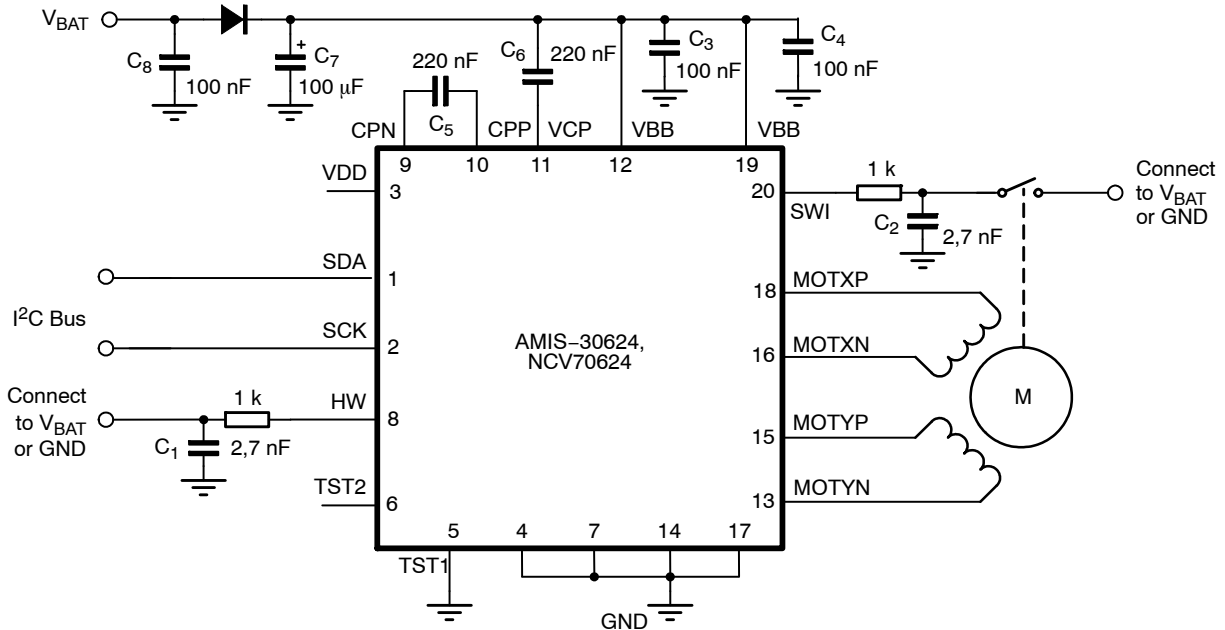 VBAT
C8
100 nF
+
C7
100 μF
220 nF
C5
C6
220 nF
C3
100 nF
C4
100 nF
CPN
CPP
VCP
VBB
VBB
9
10
11
12
19
VDD
3
20
SWI
1 k
C2
2,7 nF
Connect
to VBAT
or GND
SDA
1
I2C Bus
SCK
2
AMIS−30624,
NCV70624
18
MOTXP
16
MOTXN
M
Connect
to VBAT
or GND
1 k
C1
2,7 nF
HW
8
15
MOTYP
13
MOTYN
TST2
6
5
4
7
14
17
TST1
GND